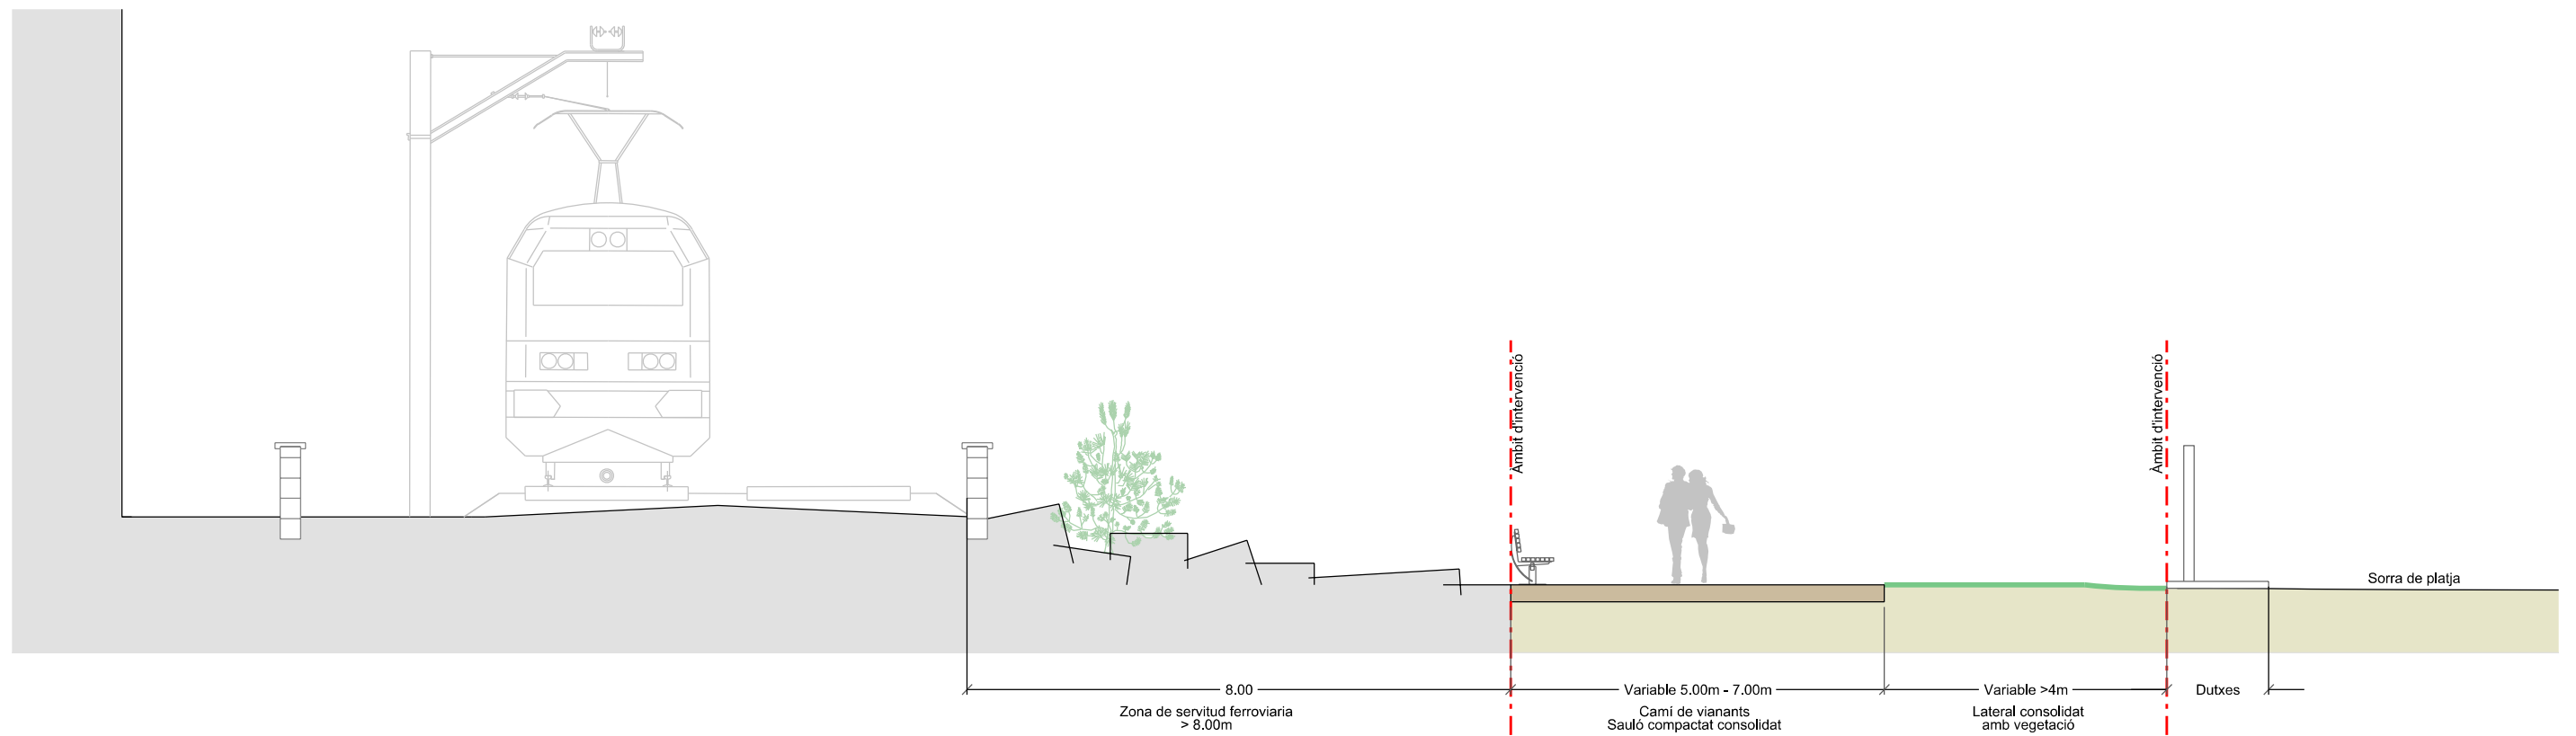 Àmbit d'intervenció
Àmbit d'intervenció
Sorra de platja
8.00
Variable 5.00m - 7.00m
Variable >4m
Dutxes
Zona de servitud ferroviaria
> 8.00m
Camí de vianants
Sauló compactat consolidat
Lateral consolidat
amb vegetació